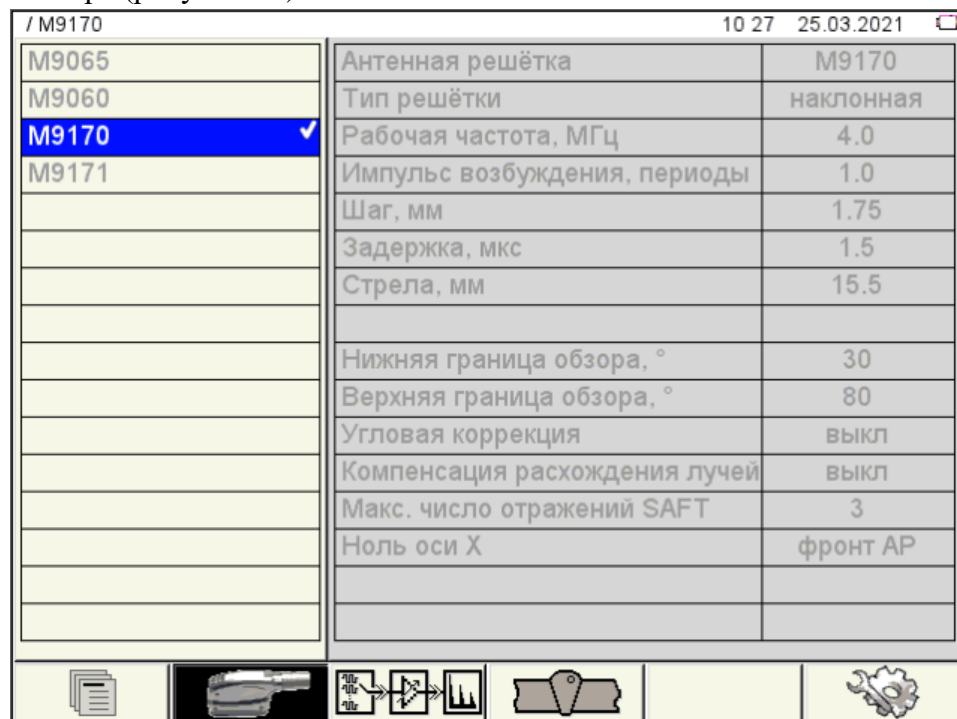 / M9170 10 27 25.03.2021
M9065
M9060
M9170
M9171
Антенная решётка M9170
Тип решётки наклонная
Рабочая частота, МГц 4.0
Импульс возбуждения, периоды 1.0
Шаг, мм 1.75
Задержка, мкс 1.5
Стрела, мм 15.5
Нижняя граница обзора, ° 30
Верхняя граница обзора, ° 80
Угловая коррекция выкл
Компенсация расхождения лучей выкл
Макс. число отражений SAFT 3
Ноль оси X фронт АР